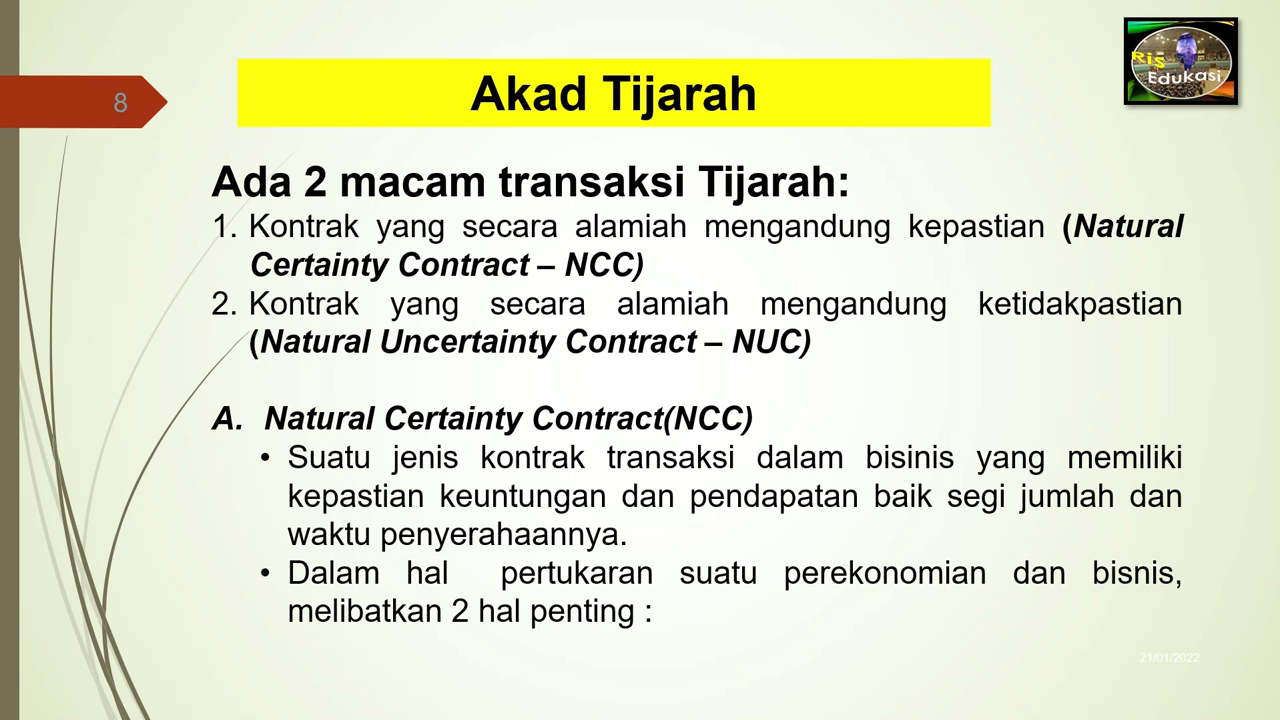 8
Akad Tijarah
Ris
Edukasi
Ada 2 macam transaksi Tijarah:
1. Kontrak yang secara alamiah mengandung kepastian (Natural
Certainty Contract – NCC)
2. Kontrak yang secara alamiah mengandung ketidakpastian
(Natural Uncertainty Contract – NUC)
A. Natural Certainty Contract(NCC)
• Suatu jenis kontrak transaksi dalam bisinis yang memiliki
kepastian keuntungan dan pendapatan baik segi jumlah dan
waktu penyerahaannya.
• Dalam hal pertukaran suatu perekonomian dan bisnis,
melibatkan 2 hal penting :
21/01/2022